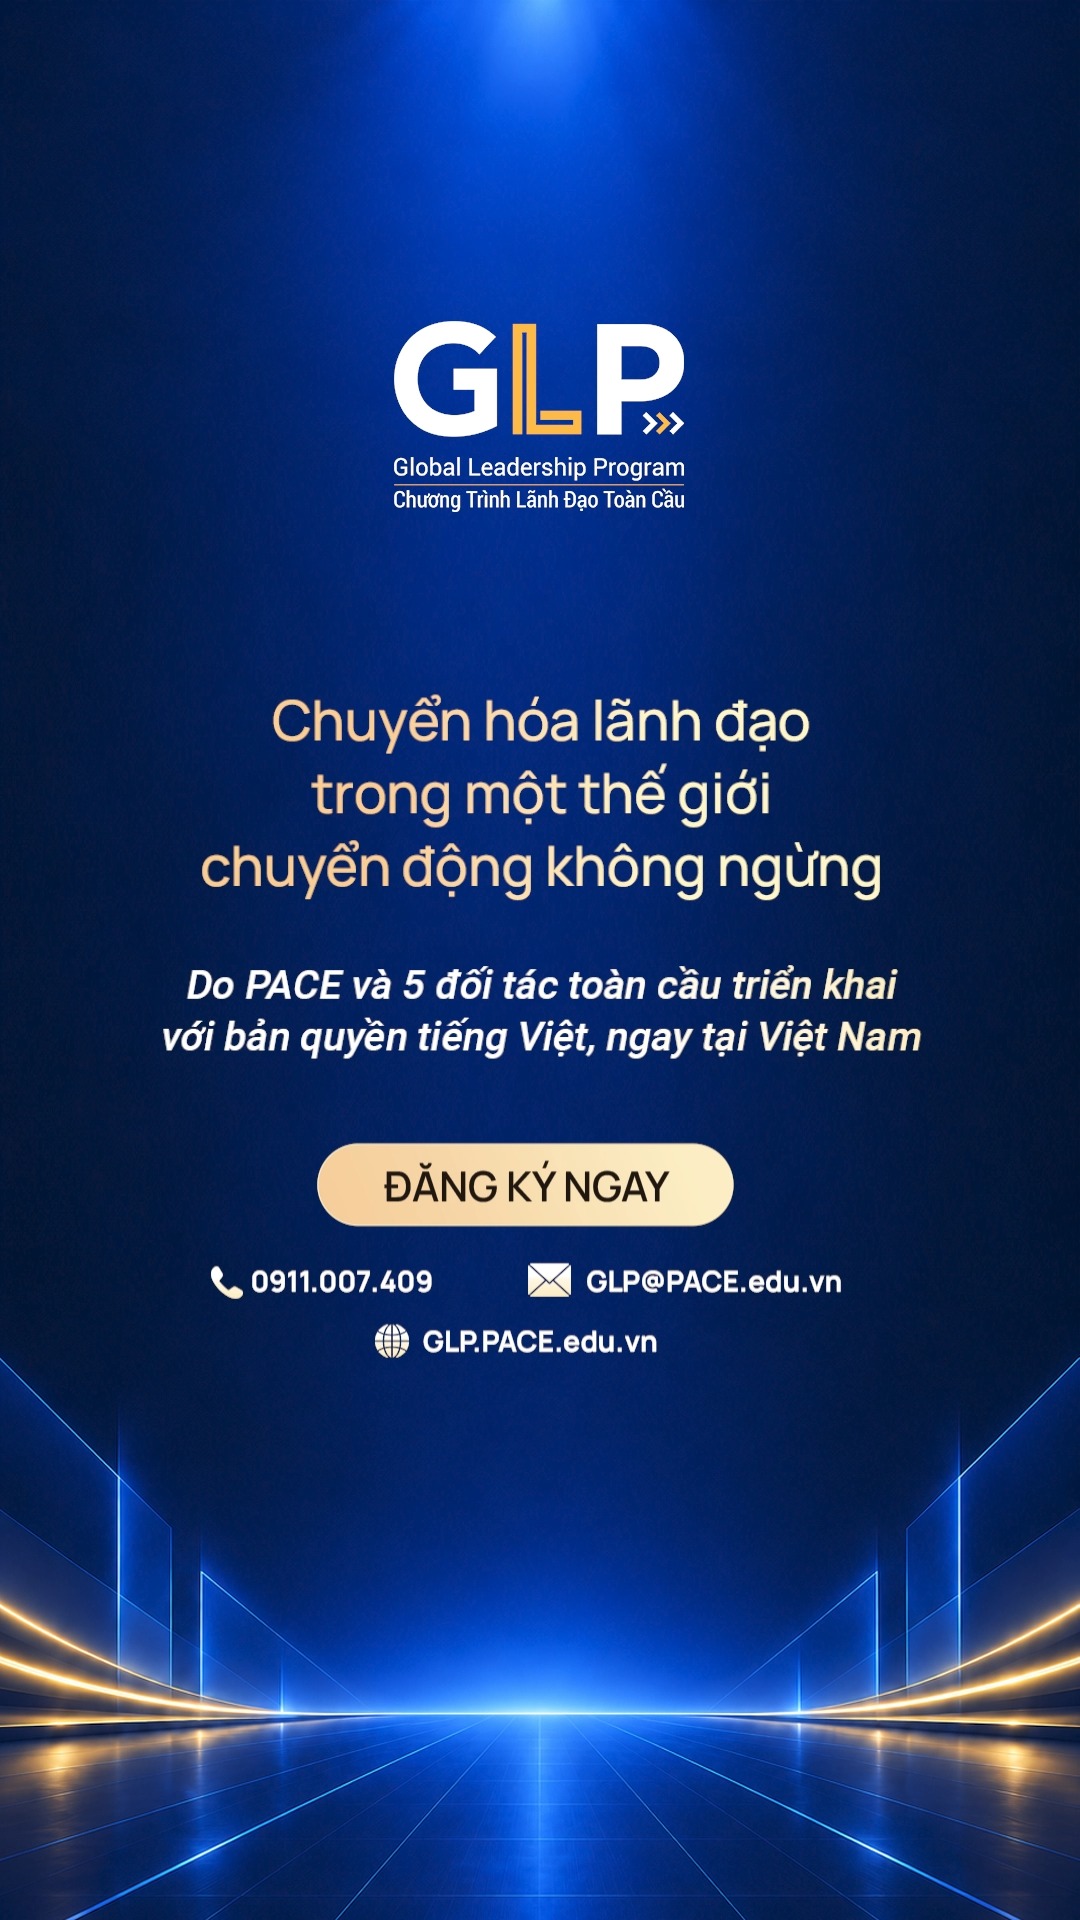 GLP
Global Leadership Program
Chương Trình Lãnh Đạo Toàn Cầu
Chuyển hóa lãnh đạo
trong một thế giới
chuyển động không ngừng
Do PACE và 5 đối tác toàn cầu triển khai
với bản quyền tiếng Việt, ngay tại Việt Nam
ĐĂNG KÝ NGAY
0911.007.409 GLP@PACE.edu.vn
GLP.PACE.edu.vn